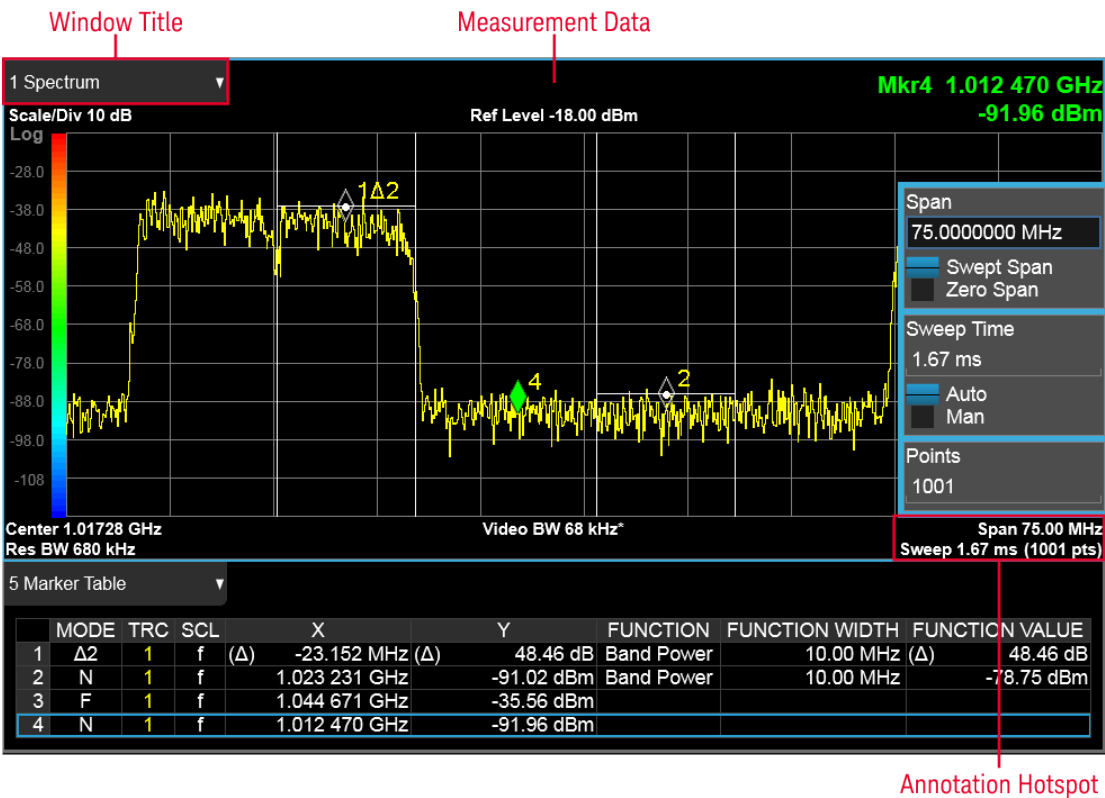 Window Title
Measurement Data
1 Spectrum
Mkr4 1.012 470 GHz
-91.96 dBm
Scale/Div 10 dB
Ref Level -18.00 dBm
Log
-28.0
-38.0
-48.0
-58.0
-68.0
-78.0
-88.0
-98.0
-108
1Δ2
4
2
Span
75.0000000 MHz
Swept Span
Zero Span
Sweep Time
1.67 ms
Auto
Man
Points
1001
Center 1.01728 GHz
Video BW 68 kHz*
Span 75.00 MHz
Res BW 680 kHz
Sweep 1.67 ms (1001 pts)
5 Marker Table
MODE TRC SCL X Y FUNCTION FUNCTION WIDTH FUNCTION VALUE
1 Δ2 1 f (Δ) -23.152 MHz (Δ) 48.46 dB Band Power 10.00 MHz (Δ) 48.46 dB
2 N 1 f 1.023 231 GHz -91.02 dBm Band Power 10.00 MHz -78.75 dBm
3 F 1 f 1.044 671 GHz -35.56 dBm
4 N 1 f 1.012 470 GHz -91.96 dBm
Annotation Hotspot